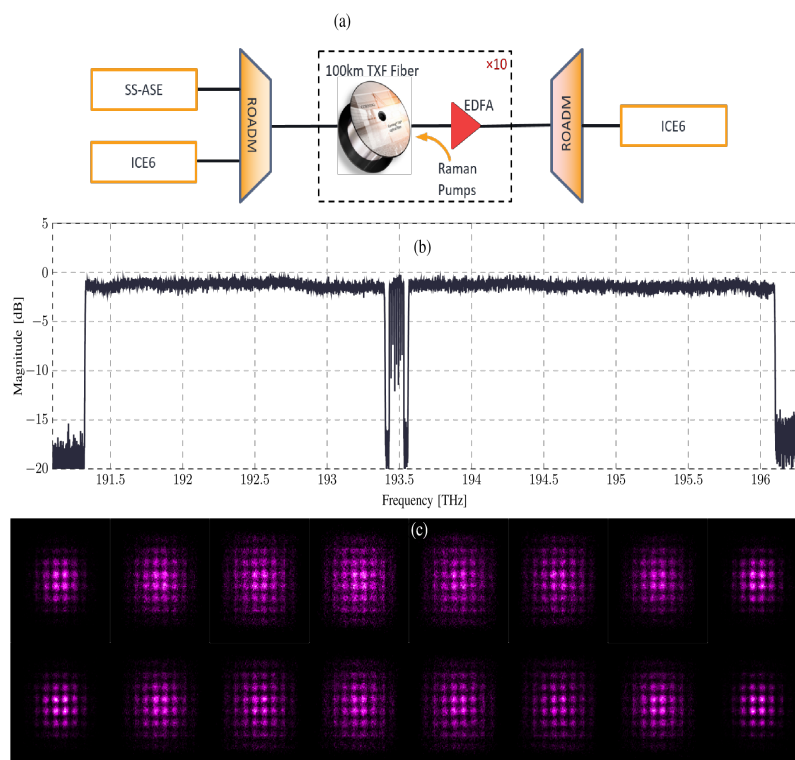 (a)
SS-ASE
ICE6
ROADM
100km TXF Fiber
×10
EDFA
Raman
Pumps
ROADM
ICE6
(b)
Magnitude [dB]
5
0
−5
−10
−15
−20
191.5
192
192.5
193
193.5
194
194.5
195
195.5
196
Frequency [THz]
(c)